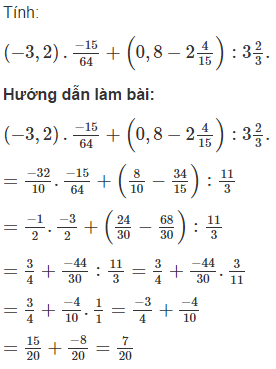 Tính:
(−3,2) . −15/64 + (0,8 − 2 4/15) : 3 2/3.
Hướng dẫn làm bài:
(−3,2) . −15/64 + (0,8 − 2 4/15) : 3 2/3.
= −32/10 . −15/64 + (8/10 − 34/15) : 11/3
= −1/2 . −3/2 + (24/30 − 68/30) : 11/3
= 3/4 + −44/30 : 11/3 = 3/4 + −44/30 . 3/11
= 3/4 + −4/10 . 1/1 = −3/4 + −4/10
= 15/20 + −8/20 = 7/20